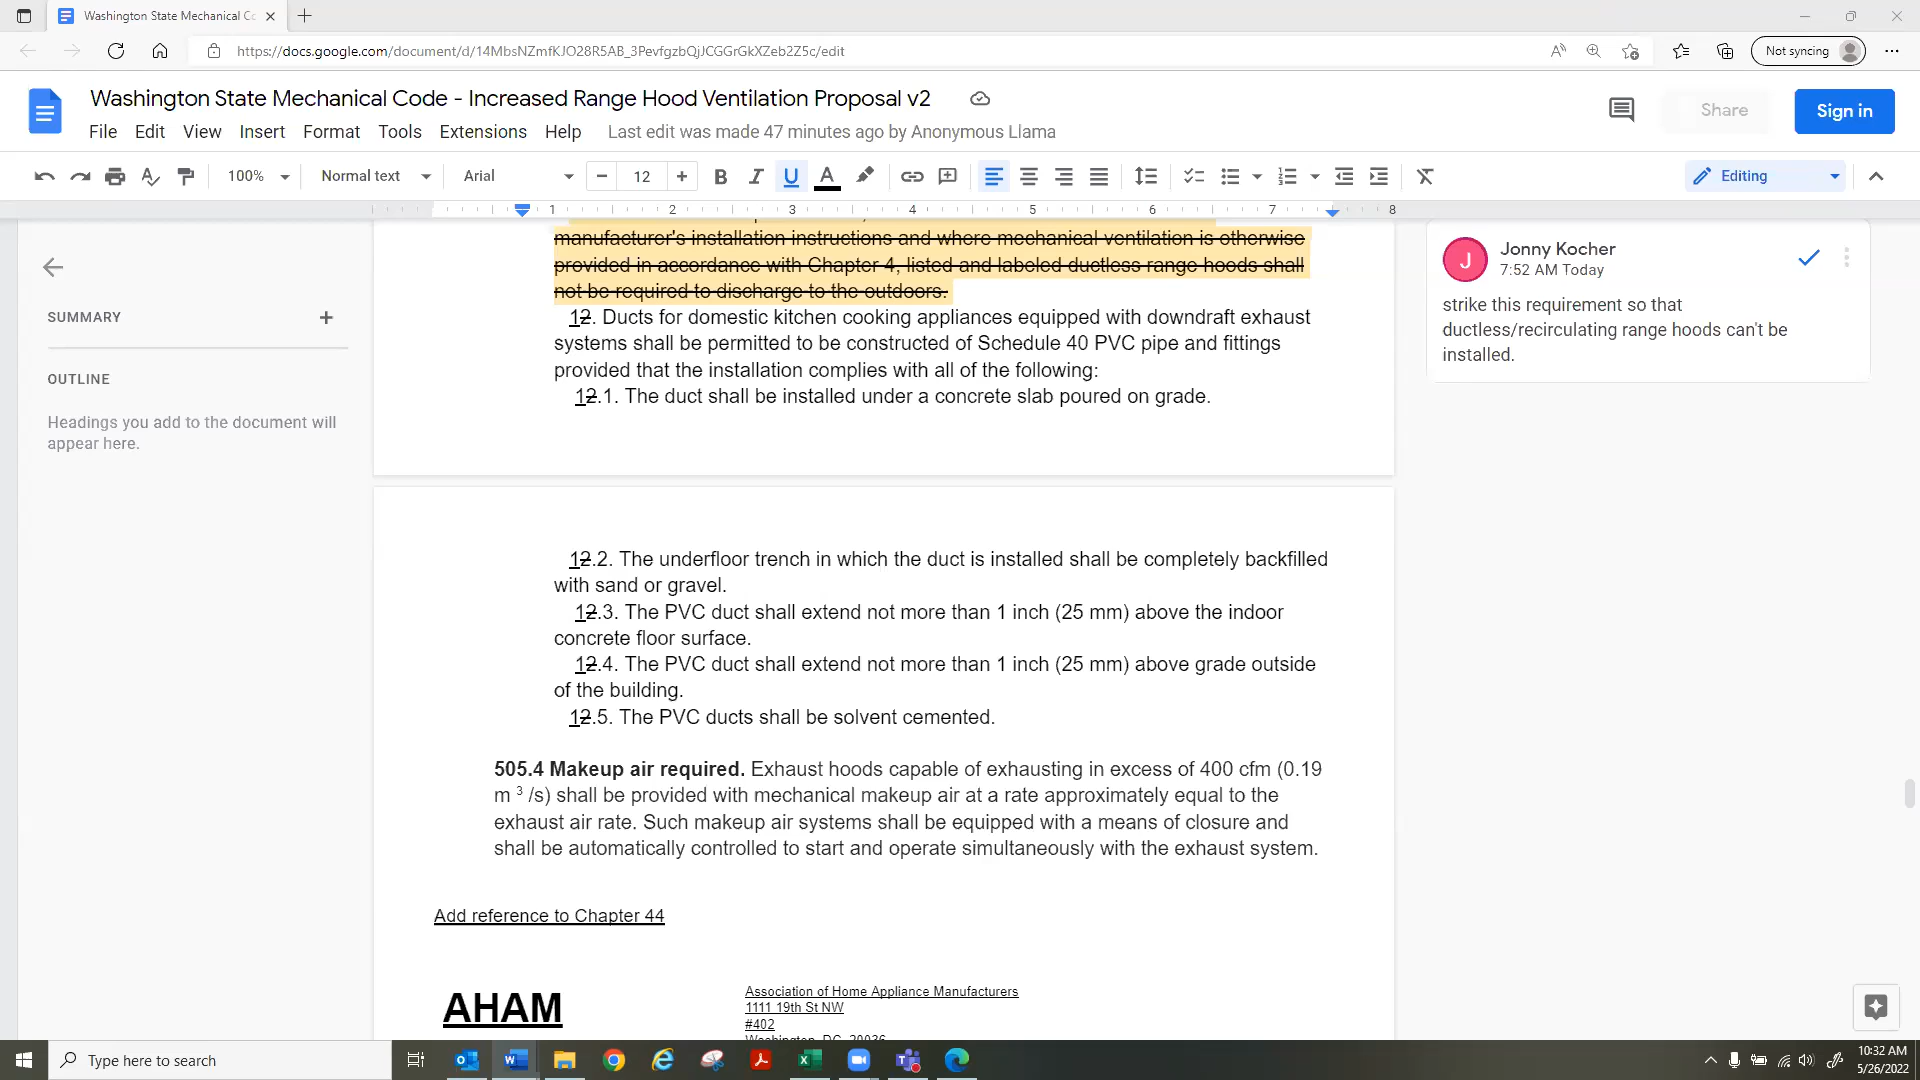 Washington State Mechanical Co
https://docs.google.com/document/d/14MbsNZmfKJO28R5AB_3PevfgzbQjJCGGrGkXZeb2Z5c/edit
Not syncing
Washington State Mechanical Code - Increased Range Hood Ventilation Proposal v2
File Edit View Insert Format Tools Extensions Help Last edit was made 47 minutes ago by Anonymous Llama
Share
Sign in
100% Normal text Arial 12 Editing
1 2 3 4 5 6 7 8
SUMMARY
OUTLINE
Headings you add to the document will
appear here.
manufacturer's installation instructions and where mechanical ventilation is otherwise
provided in accordance with Chapter 4, listed and labeled ductless range hoods shall
not be required to discharge to the outdoors.
12. Ducts for domestic kitchen cooking appliances equipped with downdraft exhaust
systems shall be permitted to be constructed of Schedule 40 PVC pipe and fittings
provided that the installation complies with all of the following:
12.1. The duct shall be installed under a concrete slab poured on grade.
12.2. The underfloor trench in which the duct is installed shall be completely backfilled
with sand or gravel.
12.3. The PVC duct shall extend not more than 1 inch (25 mm) above the indoor
concrete floor surface.
12.4. The PVC duct shall extend not more than 1 inch (25 mm) above grade outside
of the building.
12.5. The PVC ducts shall be solvent cemented.
505.4 Makeup air required. Exhaust hoods capable of exhausting in excess of 400 cfm (0.19
m 3 /s) shall be provided with mechanical makeup air at a rate approximately equal to the
exhaust air rate. Such makeup air systems shall be equipped with a means of closure and
shall be automatically controlled to start and operate simultaneously with the exhaust system.
Add reference to Chapter 44
AHAM
Association of Home Appliance Manufacturers
1111 19th St NW
#402
Washington, DC 20036
J
Jonny Kocher
7:52 AM Today
strike this requirement so that
ductless/recirculating range hoods can't be
installed.
Type here to search
10:32 AM
5/26/2022